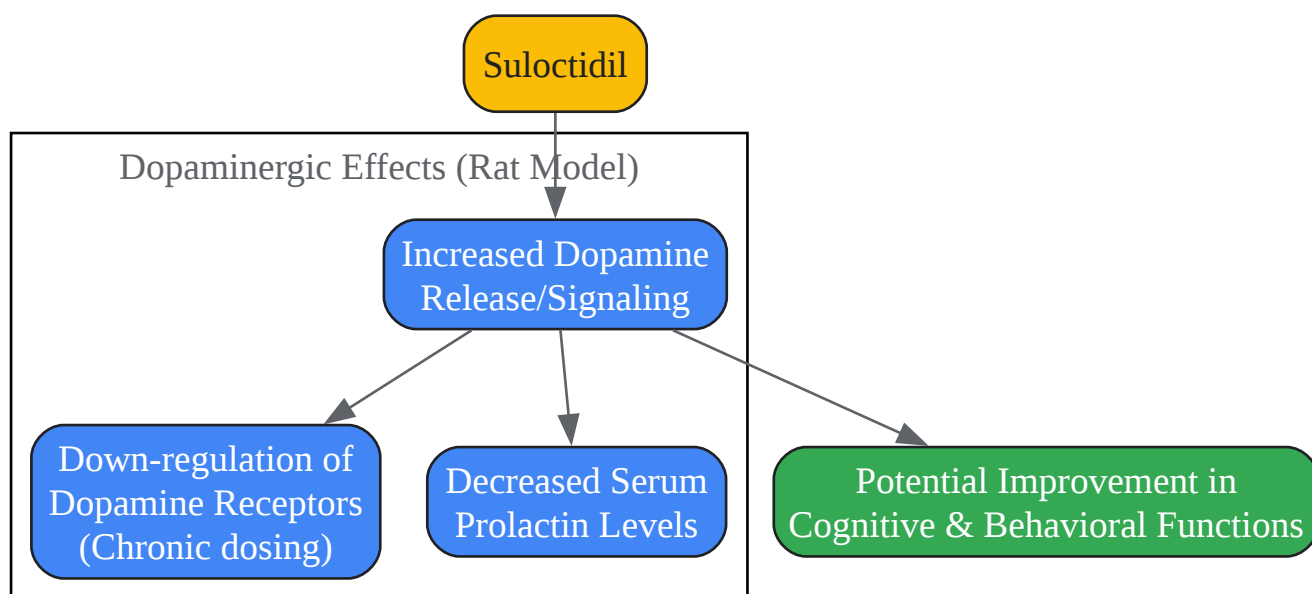 Suloctidil
Dopaminergic Effects (Rat Model)
Increased Dopamine
Release/Signaling
Down-regulation of
Dopamine Receptors
(Chronic dosing)
Decreased Serum
Prolactin Levels
Potential Improvement in
Cognitive & Behavioral Functions